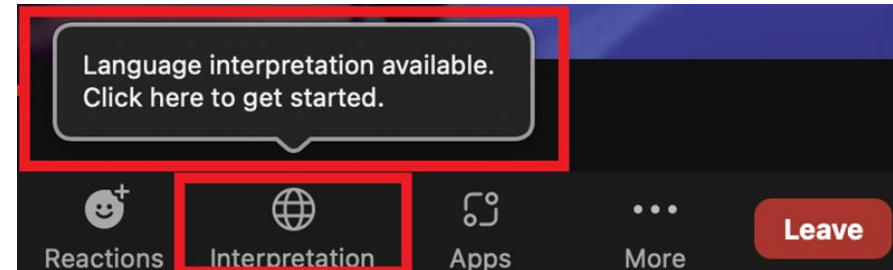 Language interpretation available.
Click here to get started.
Reactions
Interpretation
Apps
More
Leave